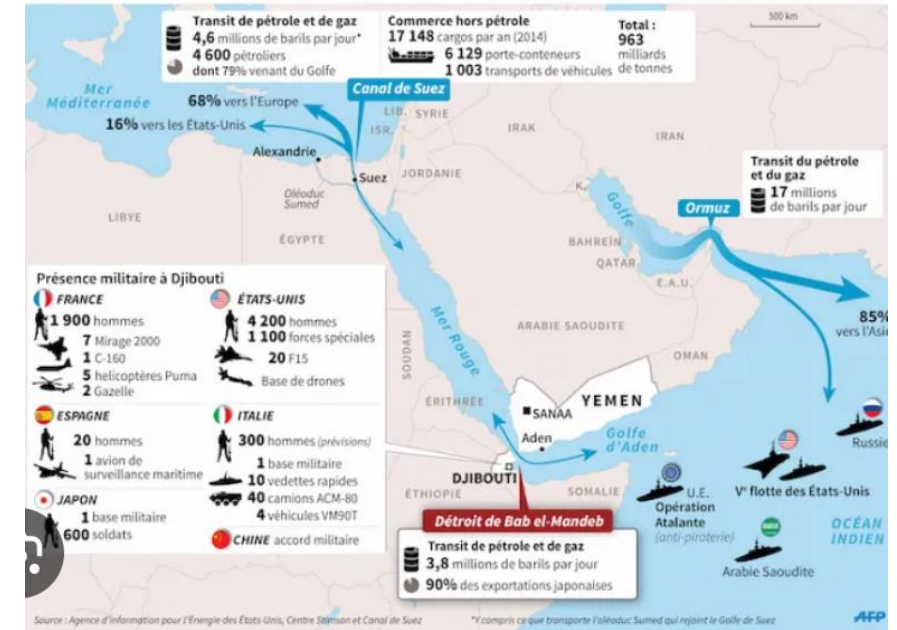 Transit de pétrole et de gaz
4,6 millions de barils par jour*
4 600 pétroliers
dont 79% venant du Golfe
Commerce hors pétrole
17 148 cargos par an (2014)
6 129 porte-conteneurs
1 003 transports de véhicules
Total :
963
milliards
de tonnes
500 km
Mer
Méditerranée
68% vers l'Europe
16% vers les États-Unis
Canal de Suez
LIB.
SYRIE
ISR.
IRAK
IRAN
Alexandrie
Suez
JORDANIE
Oléoduc
Sumed
LIBYE
ÉGYPTE
K.
Golfe
Ormuz
Transit du pétrole
et du gaz
17 millions
de barils par jour
BAHREÏN
QATAR
E.A.U.
85%
vers l'Asie
ARABIE SOUDITE
OMAN
Mer Rouge
SOUDAN
ÉRITHRÉE
Présence militaire à Djibouti
FRANCE
1 900 hommes
7 Mirage 2000
1 C-160
5 helicoptères Puma
2 Gazelle
ÉTATS-UNIS
4 200 hommes
1 100 forces spéciales
20 F15
Base de drones
ESPAGNE
20 hommes
1 avion de
surveillance maritime
ITALIE
300 hommes (prévisions)
1 base militaire
10 vedettes rapides
40 camions ACM-80
4 véhicules VM90T
JAPON
1 base militaire
600 soldats
CHINE accord militaire
YEMEN
SANAA
Aden
Golfe
d'Aden
DJIBOUTI
ÉTHIOPIE
SOMALIE
Détroit de Bab el-Mandeb
Transit de pétrole et de gaz
3,8 millions de barils par jour
90% des exportations japonaises
U.E.
Opération
Atalante
(anti-piraterie)
Ve flotte des États-Unis
Russie
Arabie Saoudite
OCÉAN
INDIEN
Source : Agence d'information pour l'Energie des Etats-Unis, Centre Stimson et Canal de Suez
*Y compris ce que transporte l'oléoduc Sumed qui rejoint le Golfe de Suez
AFP